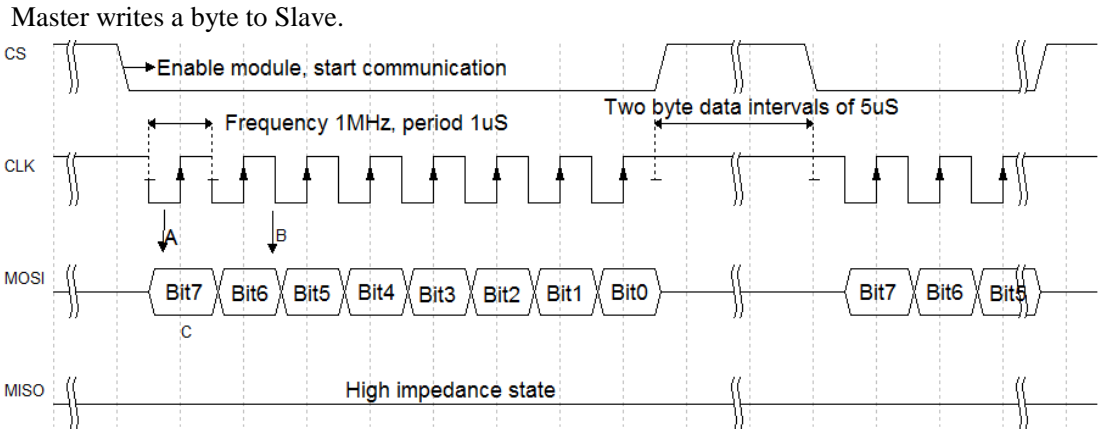 Master writes a byte to Slave.
CS
Enable module, start communication
Two byte data intervals of 5uS
Frequency 1MHz, period 1uS
CLK
A
B
MOSI
Bit7 Bit6 Bit5 Bit4 Bit3 Bit2 Bit1 Bit0 Bit7 Bit6 Bit5
C
MISO
High impedance state